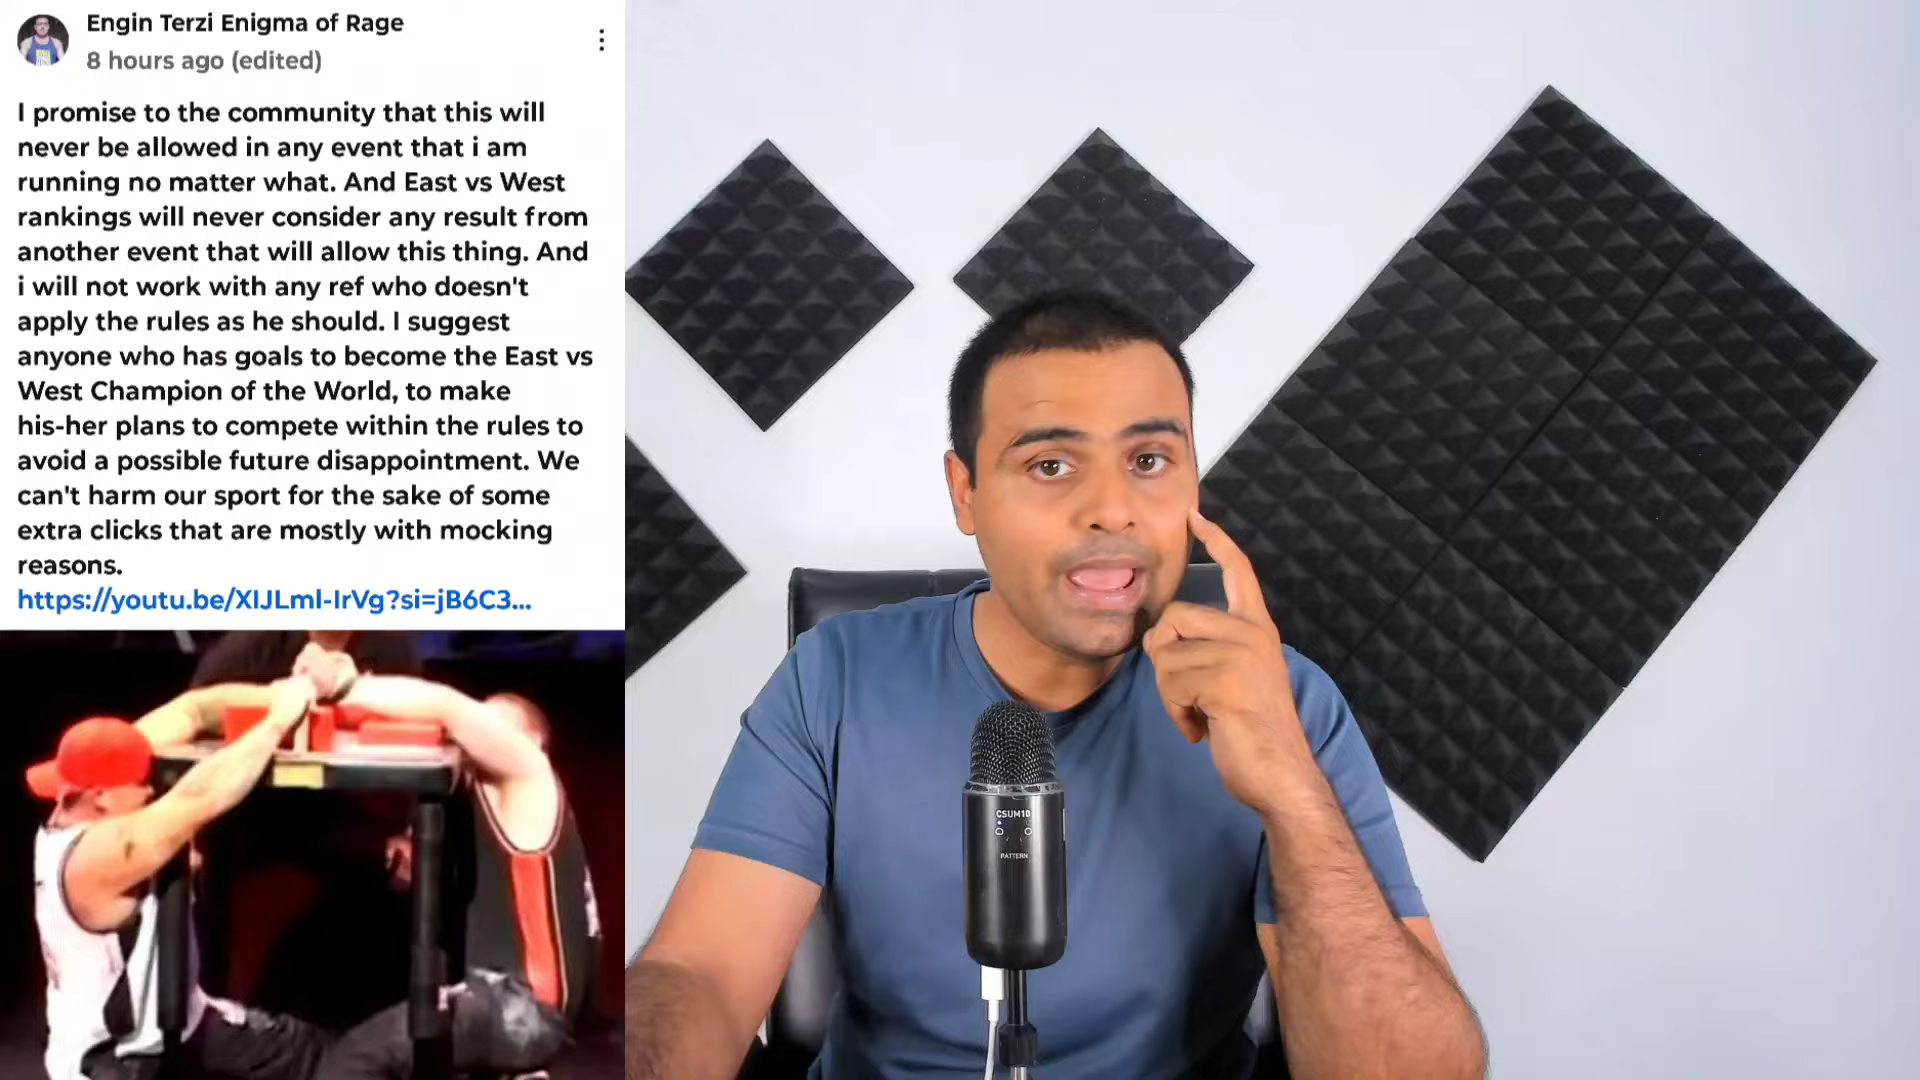 Engin Terzi Enigma of Rage
8 hours ago (edited)
I promise to the community that this will
never be allowed in any event that i am
running no matter what. And East vs West
rankings will never consider any result from
another event that will allow this thing. And
i will not work with any ref who doesn't
apply the rules as he should. I suggest
anyone who has goals to become the East vs
West Champion of the World, to make
his-her plans to compete within the rules to
avoid a possible future disappointment. We
can't harm our sport for the sake of some
extra clicks that are mostly with mocking
reasons.
https://youtu.be/XIJLmI-IrVg?si=jB6C3...
CSUM10
PATTERN